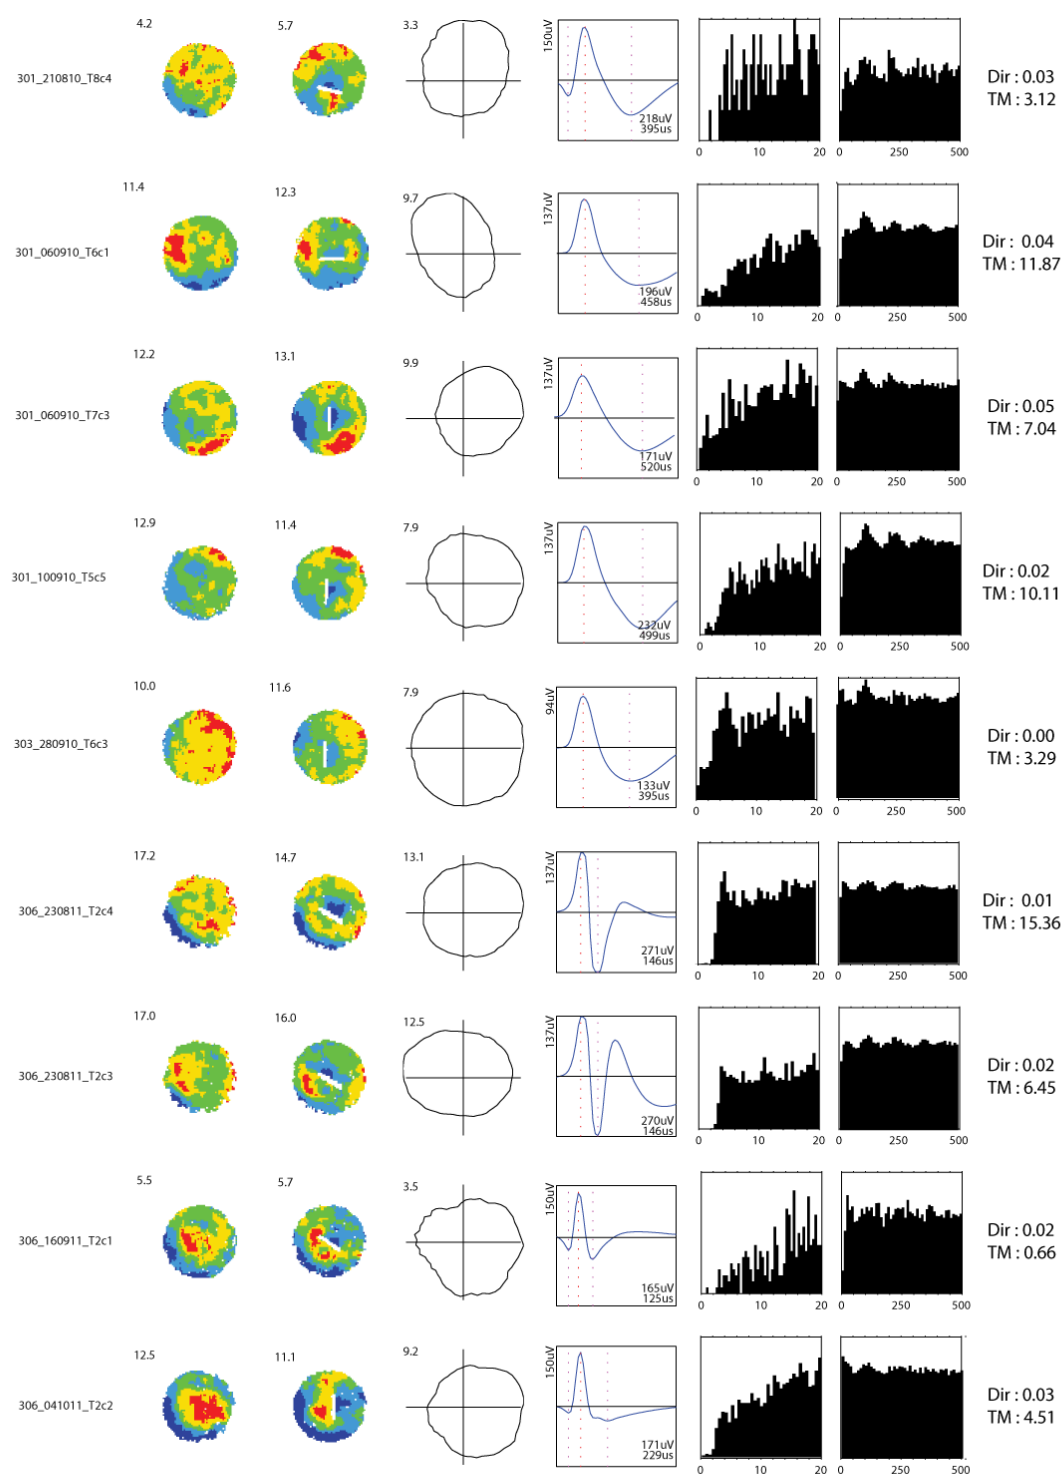 4.2 5.7 3.3
301_210810_T8c4
150uV
218uV
395us
0 10 20 0 250 500
Dir : 0.03
TM : 3.12
11.4 12.3 9.7
301_060910_T6c1
137uV
196uV
458us
0 10 20 0 250 500
Dir : 0.04
TM : 11.87
12.2 13.1 9.9
301_060910_T7c3
137uV
171uV
520us
0 10 20 0 250 500
Dir : 0.05
TM : 7.04
12.9 11.4 7.9
301_100910_T5c5
137uV
232uV
499us
0 10 20 0 250 500
Dir : 0.02
TM : 10.11
10.0 11.6 7.9
303_280910_T6c3
94uV
133uV
395us
0 10 20 0 250 500
Dir : 0.00
TM : 3.29
17.2 14.7 13.1
306_230811_T2c4
137uV
271uV
146us
0 10 20 0 250 500
Dir : 0.01
TM : 15.36
17.0 16.0 12.5
306_230811_T2c3
137uV
270uV
146us
0 10 20 0 250 500
Dir : 0.02
TM : 6.45
5.5 5.7 3.5
306_160911_T2c1
150uV
165uV
125us
0 10 20 0 250 500
Dir : 0.02
TM : 0.66
12.5 11.1 9.2
306_041011_T2c2
150uV
171uV
229us
0 10 20 0 250 500
Dir : 0.03
TM : 4.51